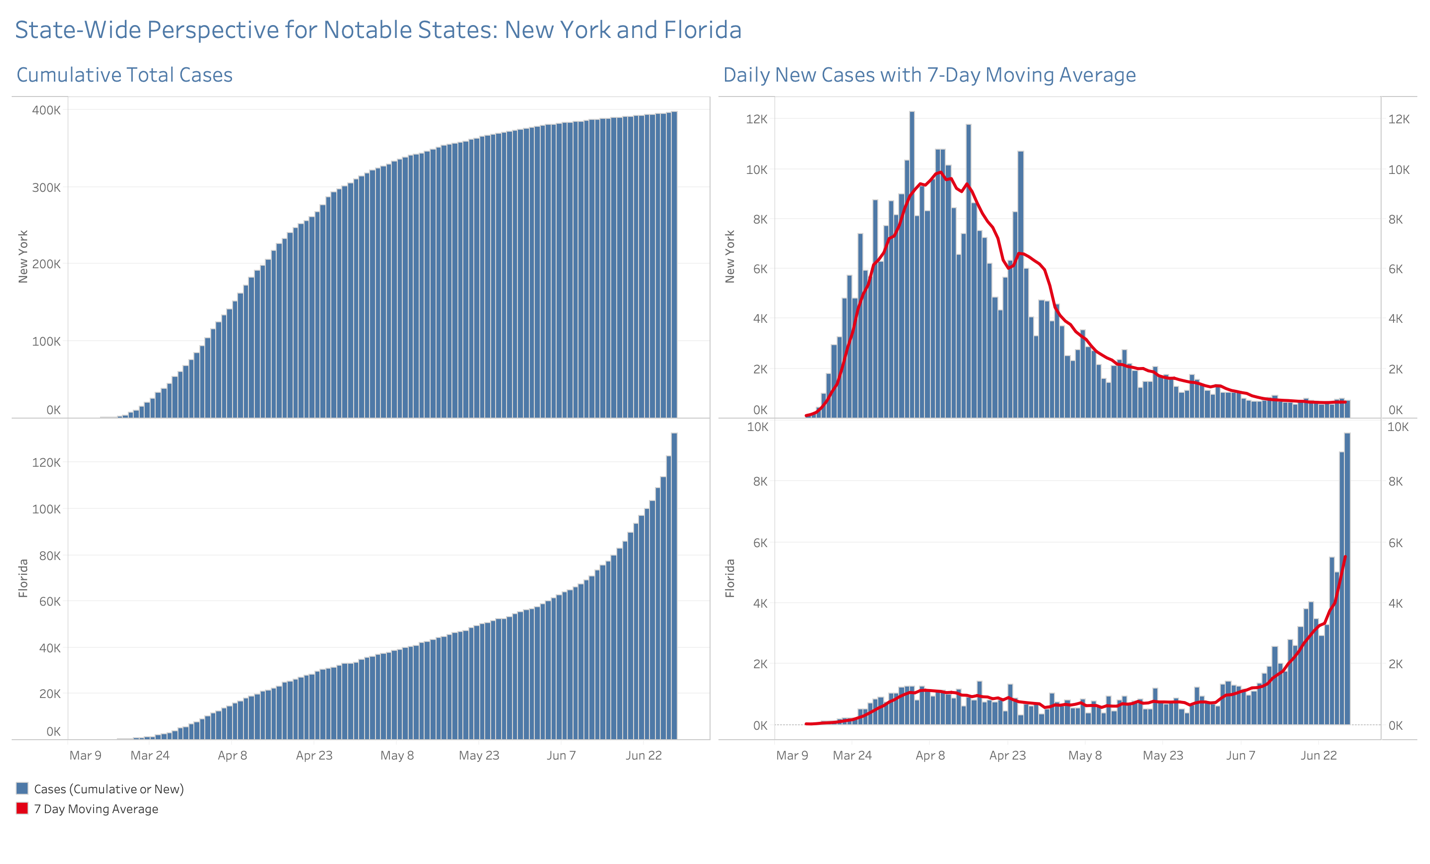 State-Wide Perspective for Notable States: New York and Florida
Cumulative Total Cases
400K
300K
200K
100K
0K
New York
120K
100K
80K
60K
40K
20K
0K
Florida
Mar 9 Mar 24 Apr 8 Apr 23 May 8 May 23 Jun 7 Jun 22
Daily New Cases with 7-Day Moving Average
12K 12K
10K 10K
8K 8K
6K 6K
4K 4K
2K 2K
0K 0K
New York
10K 10K
8K 8K
6K 6K
4K 4K
2K 2K
0K 0K
Florida
Mar 9 Mar 24 Apr 8 Apr 23 May 8 May 23 Jun 7 Jun 22
Cases (Cumulative or New)
7 Day Moving Average